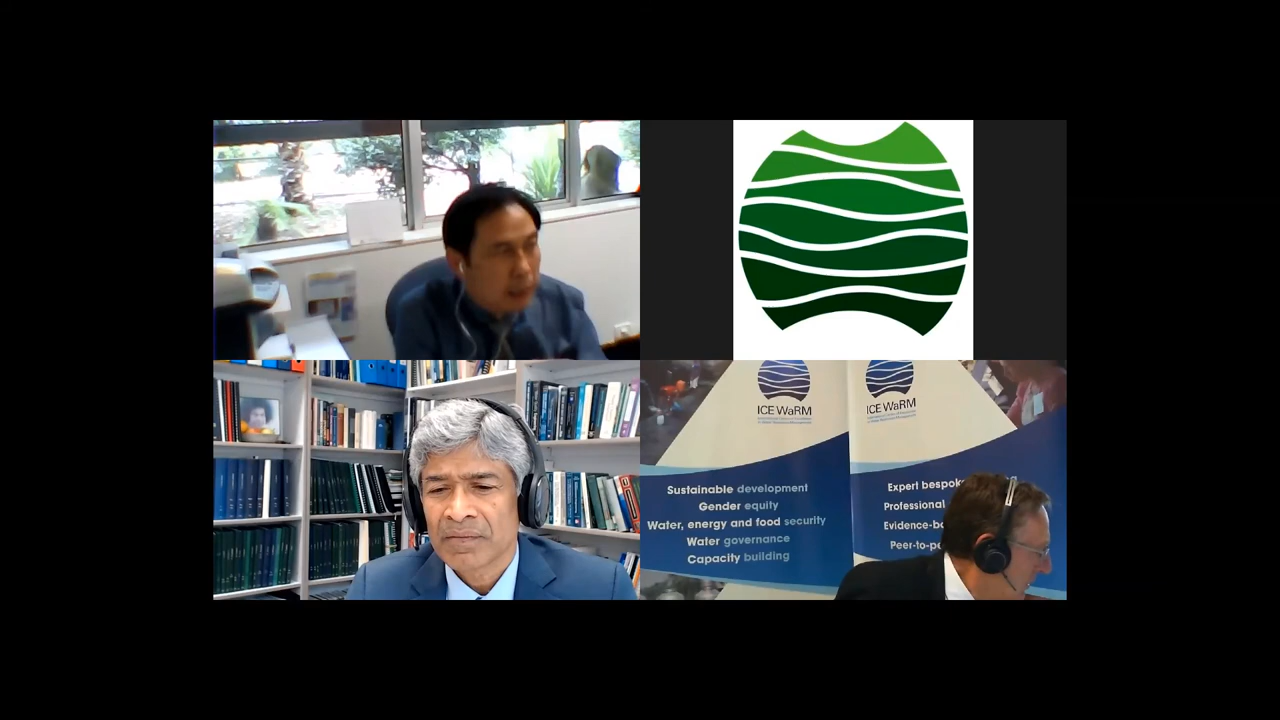 ICE WaRM
ICE WaRM
Sustainable development
Gender equity
Water, energy and food security
Water governance
Capacity building
Expert bespok
Professional
Evidence-ba
Peer-to-p